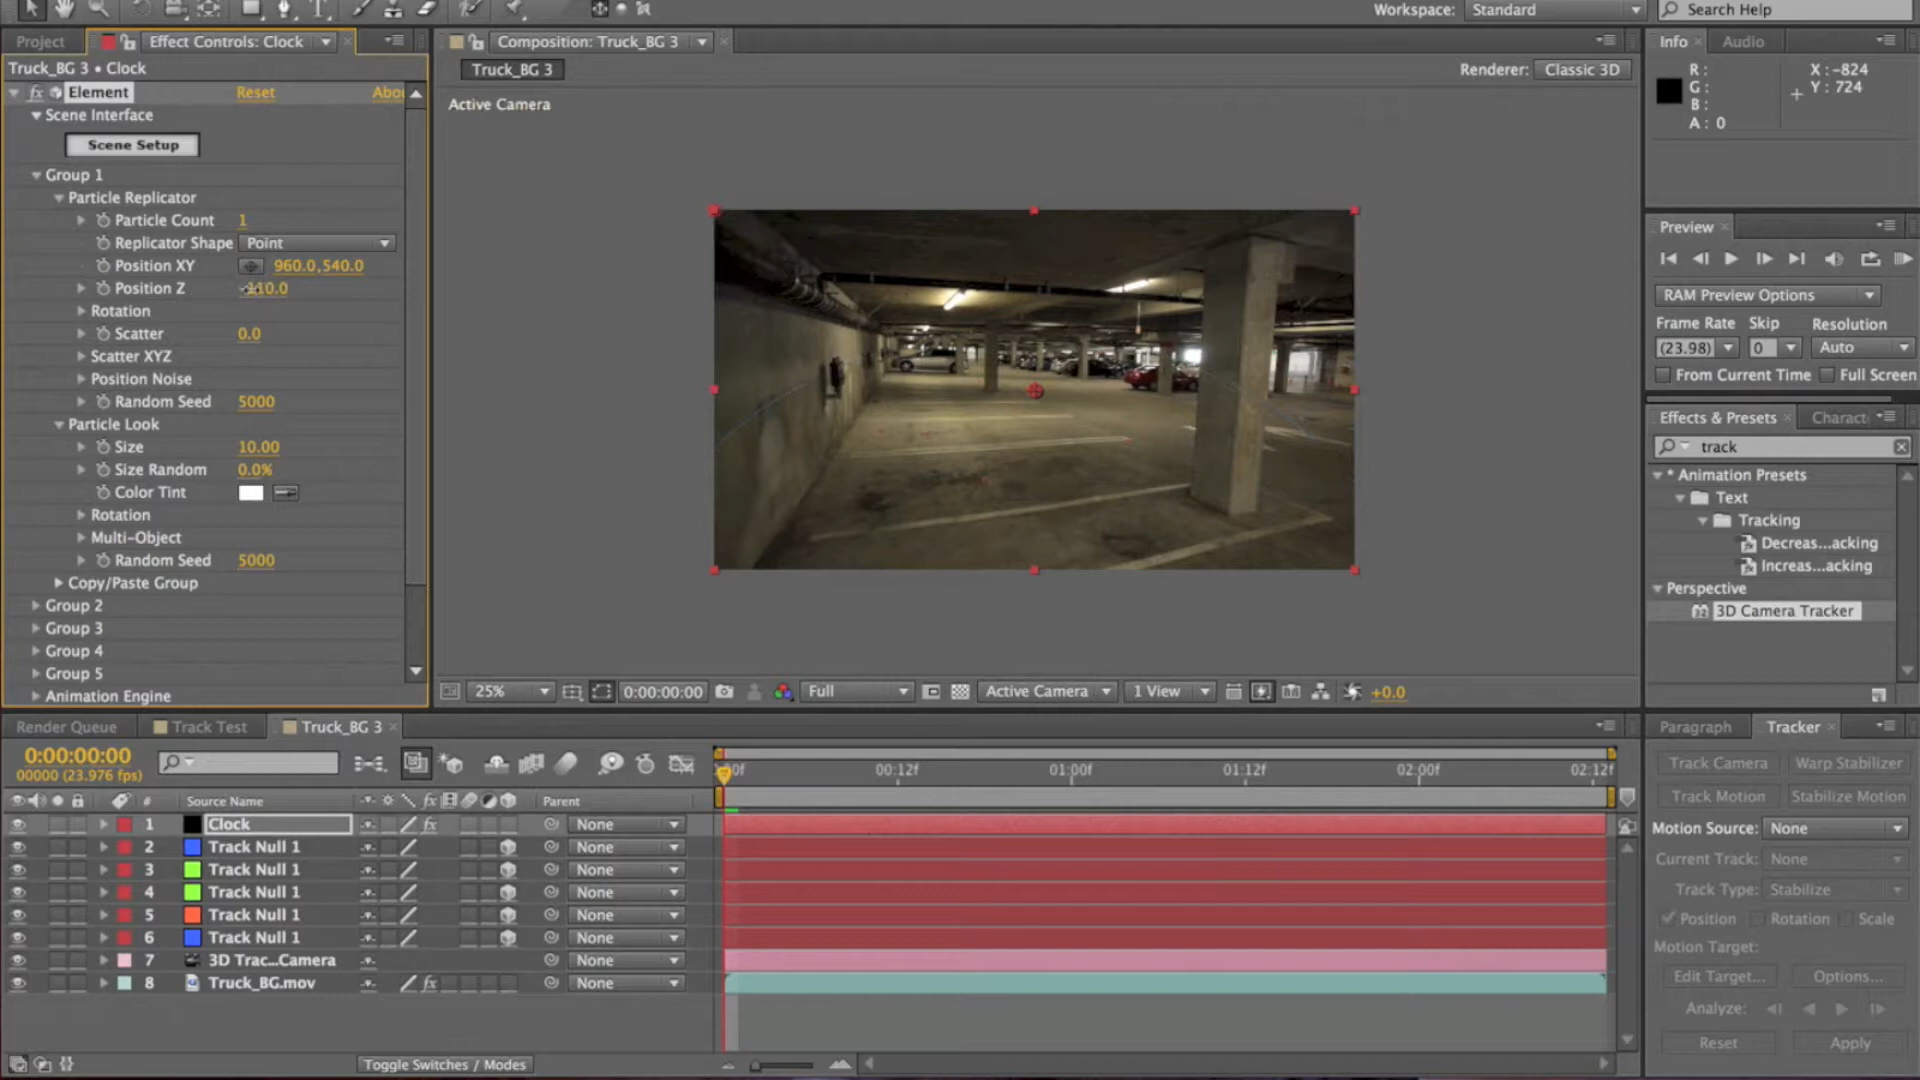 Workspace: Standard
Search Help
Project
Effect Controls: Clock
Composition: Truck_BG 3
Info
Audio
Truck_BG 3 • Clock
Truck_BG 3
Renderer: Classic 3D
R:
G:
B:
A: 0
X: -824
Y: 724
Element
Reset
Abou
Active Camera
Scene Interface
Scene Setup
Group 1
Particle Replicator
Particle Count 1
Replicator Shape Point
Position XY 960.0,540.0
Position Z
Rotation
Scatter 0.0
Scatter XYZ
Position Noise
Random Seed 5000
Particle Look
Size 10.00
Size Random 0.0%
Color Tint
Rotation
Multi-Object
Random Seed 5000
Copy/Paste Group
Group 2
Group 3
Group 4
Group 5
Animation Engine
Preview
RAM Preview Options
Frame Rate Skip Resolution
(23.98) 0 Auto
From Current Time Full Screen
Effects & Presets
Charact
track
* Animation Presets
Text
Tracking
Decreas...acking
Increas...acking
Perspective
32 3D Camera Tracker
25%
0:00:00:00
Full
Active Camera
1 View
+0.0
Render Queue
Track Test
Truck_BG 3
Paragraph
Tracker
0:00:00:00
00000 (23.976 fps)
:00f 00:12f 01:00f 01:12f 02:00f 02:12f
# Source Name fx Parent
1 Clock fx None
2 Track Null 1 None
3 Track Null 1 None
4 Track Null 1 None
5 Track Null 1 None
6 Track Null 1 None
7 3D Trac...Camera None
8 Truck_BG.mov fx None
Toggle Switches / Modes
Track Camera
Warp Stabilizer
Track Motion
Stabilize Motion
Motion Source: None
Current Track: None
Track Type: Stabilize
Position Rotation Scale
Motion Target:
Edit Target...
Options...
Analyze:
Reset
Apply